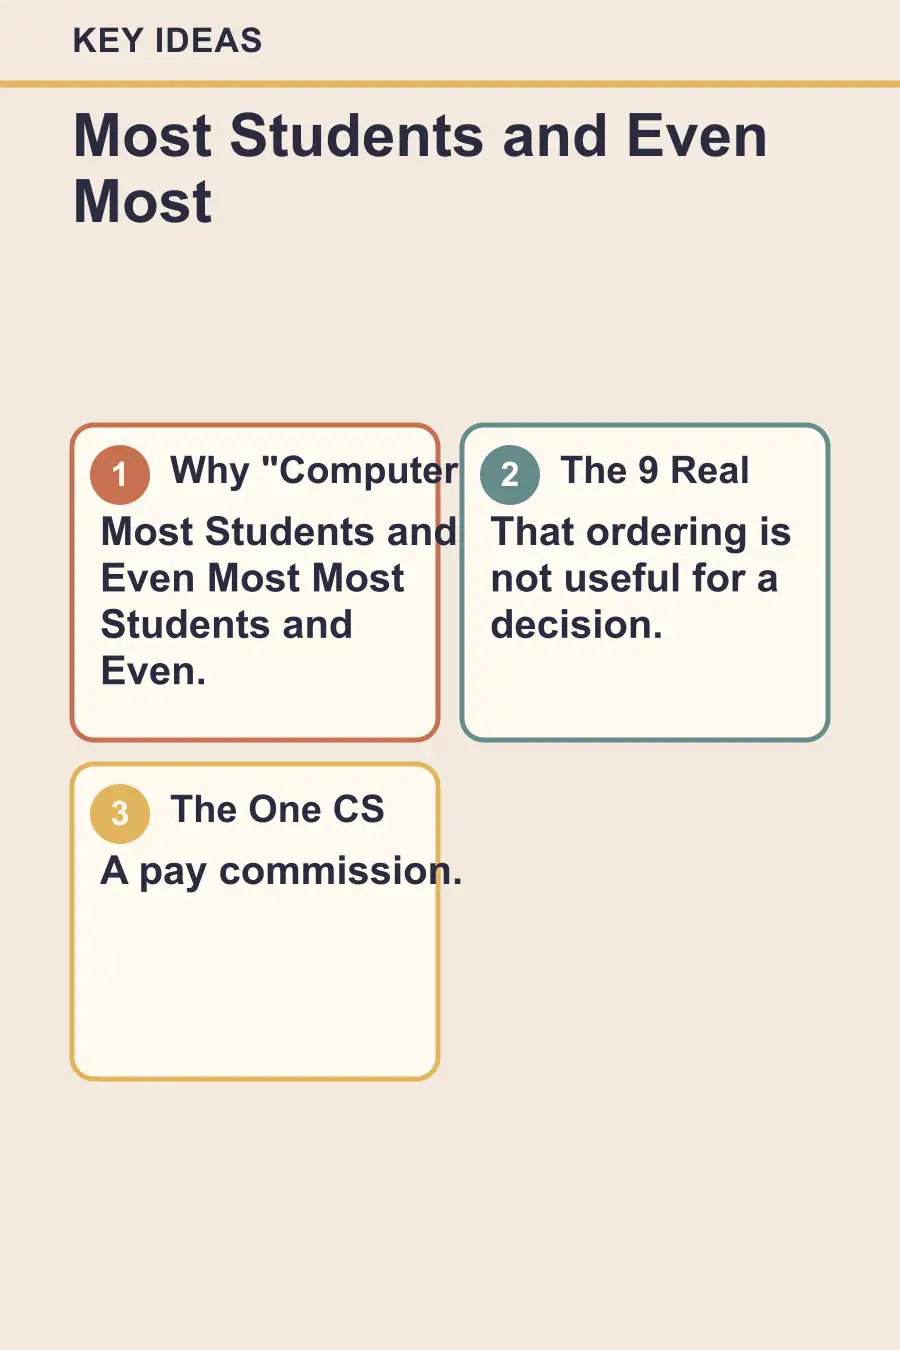 KEY IDEAS
Most Students and Even
Most
1
Why "Computer
Most Students and
Even Most Most
Students and
Even.
2
The 9 Real
That ordering is
not useful for a
decision.
3
The One CS
A pay commission.